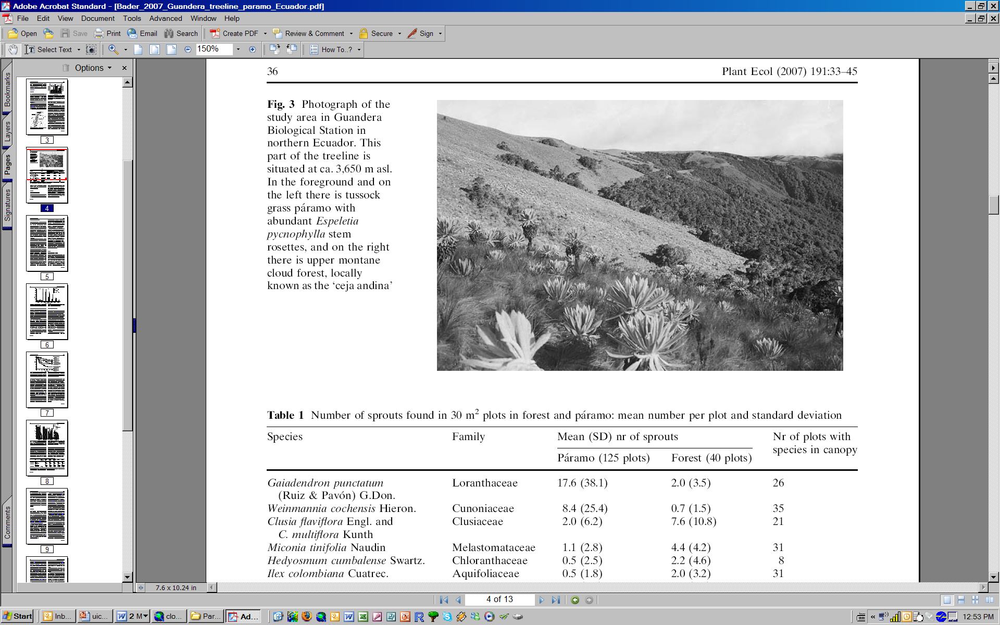 Adobe Acrobat Standard - [Bader_2007_Guandera_treeline_paramo_Ecuador.pdf]
File Edit View Document Tools Advanced Window Help
Open Save Print Email Search Create PDF Review & Comment Secure Sign
Select Text 150% How To..?
Options
Bookmarks
Layers
Pages
Signatures
Comments
3
4
5
6
7
8
9
36 Plant Ecol (2007) 191:33–45
Fig. 3 Photograph of the
study area in Guandera
Biological Station in
northern Ecuador. This
part of the treeline is
situated at ca. 3,650 m asl.
In the foreground and on
the left there is tussock
grass páramo with
abundant Espeletia
pycnophylla stem
rosettes, and on the right
there is upper montane
cloud forest, locally
known as the ‘ceja andina’
Table 1 Number of sprouts found in 30 m² plots in forest and páramo: mean number per plot and standard deviation
Species Family Mean (SD) nr of sprouts Nr of plots with
species in canopy
Páramo (125 plots) Forest (40 plots)
Gaiadendron punctatum Loranthaceae 17.6 (38.1) 2.0 (3.5) 26
(Ruiz & Pavón) G.Don.
Weinmannia cochensis Hieron. Cunoniaceae 8.4 (25.4) 0.7 (1.5) 35
Clusia flaviflora Engl. and Clusiaceae 2.0 (6.2) 7.6 (10.8) 21
C. multiflora Kunth
Miconia tinifolia Naudin Melastomataceae 1.1 (2.8) 4.4 (4.2) 31
Hedyosmum cumbalense Swartz. Chloranthaceae 0.5 (2.5) 2.2 (4.6) 8
Ilex colombiana Cuatrec. Aquifoliaceae 0.5 (1.8) 2.0 (3.2) 31
7.6 x 10.24 in
4 of 13
Start Inb... uic... 2 M clo... Par... Ad... 12:53 PM